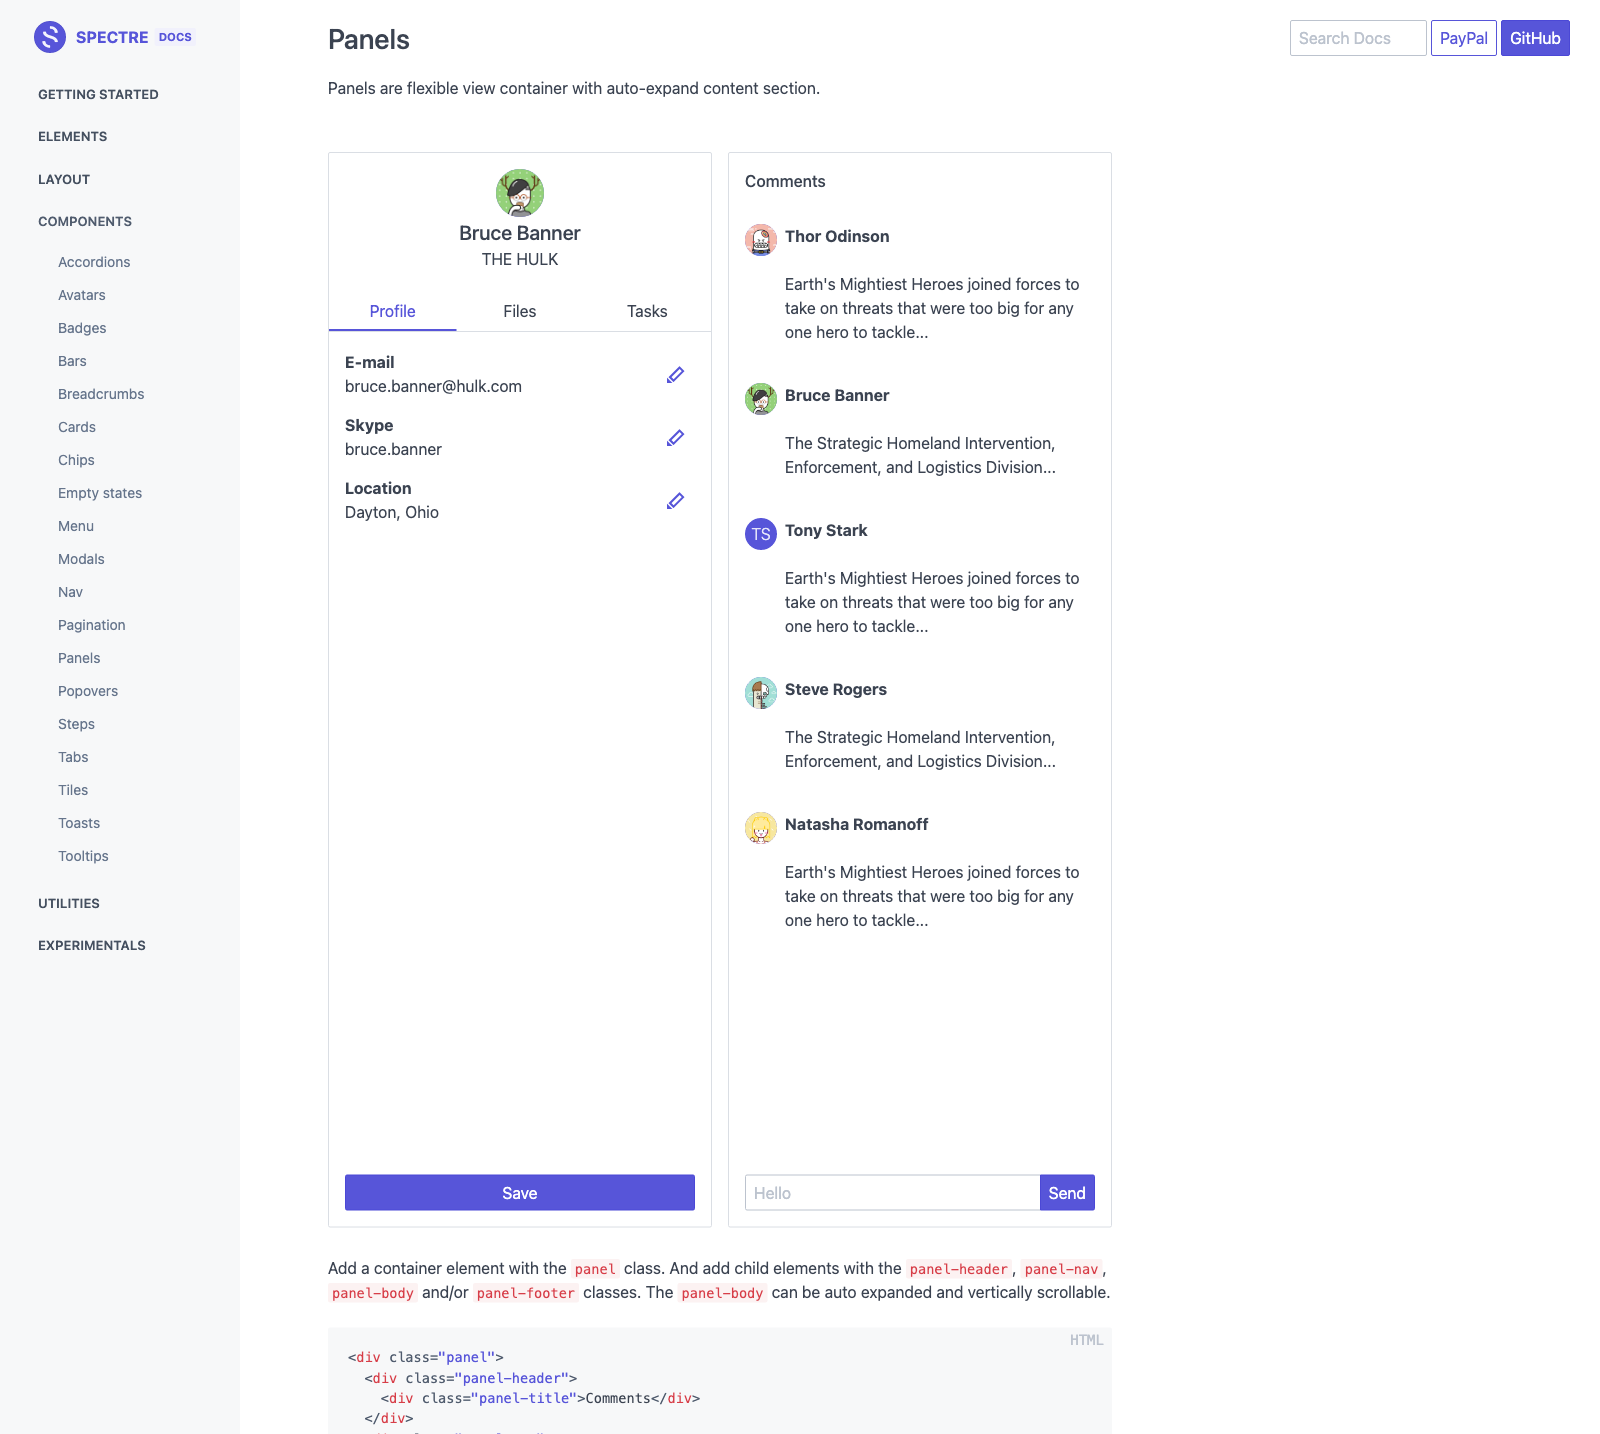 SPECTRE DOCS
GETTING STARTED
ELEMENTS
LAYOUT
COMPONENTS
Accordions
Avatars
Badges
Bars
Breadcrumbs
Cards
Chips
Empty states
Menu
Modals
Nav
Pagination
Panels
Popovers
Steps
Tabs
Tiles
Toasts
Tooltips
UTILITIES
EXPERIMENTALS
Panels
Search Docs
PayPal
GitHub
Panels are flexible view container with auto-expand content section.
Bruce Banner
THE HULK
Profile
Files
Tasks
E-mail
bruce.banner@hulk.com
Skype
bruce.banner
Location
Dayton, Ohio
Save
Comments
Thor Odinson
Earth's Mightiest Heroes joined forces to
take on threats that were too big for any
one hero to tackle...
Bruce Banner
The Strategic Homeland Intervention,
Enforcement, and Logistics Division...
TS
Tony Stark
Earth's Mightiest Heroes joined forces to
take on threats that were too big for any
one hero to tackle...
Steve Rogers
The Strategic Homeland Intervention,
Enforcement, and Logistics Division...
Natasha Romanoff
Earth's Mightiest Heroes joined forces to
take on threats that were too big for any
one hero to tackle...
Hello
Send
Add a container element with the panel class. And add child elements with the panel-header, panel-nav,
panel-body and/or panel-footer classes. The panel-body can be auto expanded and vertically scrollable.
HTML
<div class="panel">
  <div class="panel-header">
    <div class="panel-title">Comments</div>
  </div>